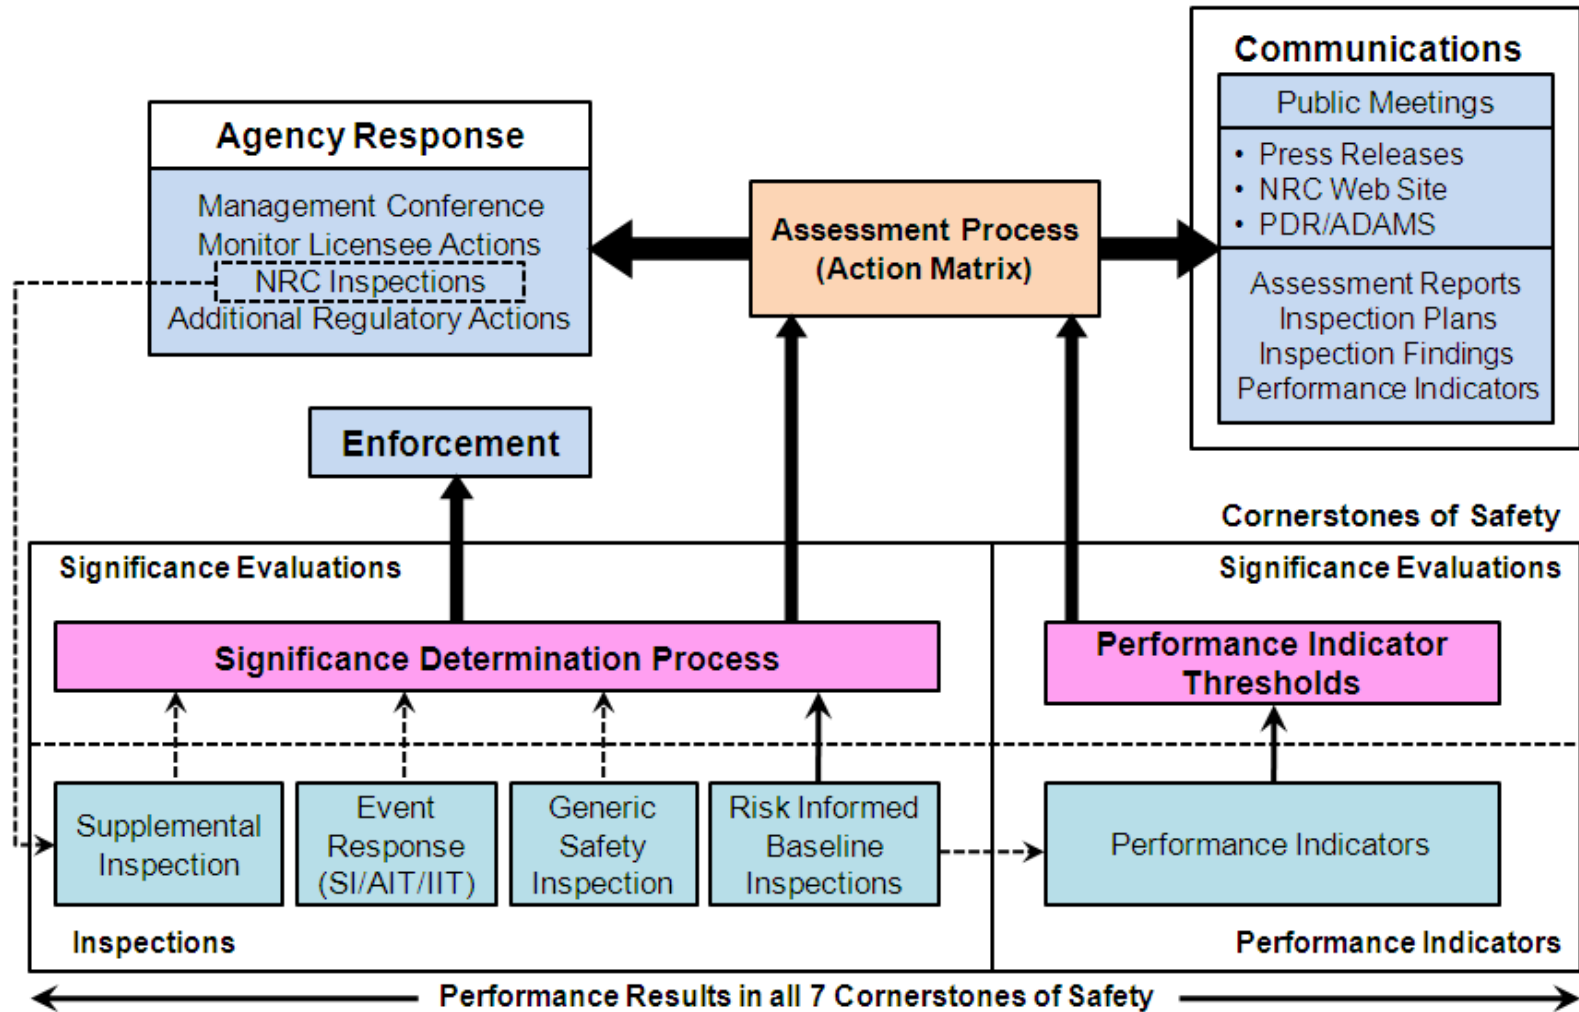 Communications
Public Meetings
• Press Releases
• NRC Web Site
• PDR/ADAMS
Assessment Reports
Inspection Plans
Inspection Findings
Performance Indicators
Agency Response
Management Conference
Monitor Licensee Actions
NRC Inspections
Additional Regulatory Actions
Assessment Process
(Action Matrix)
Enforcement
Cornerstones of Safety
Significance Evaluations
Significance Evaluations
Significance Determination Process
Performance Indicator
Thresholds
Supplemental
Inspection
Event
Response
(SI/AIT/IIT)
Generic
Safety
Inspection
Risk Informed
Baseline
Inspections
Performance Indicators
Inspections
Performance Indicators
Performance Results in all 7 Cornerstones of Safety